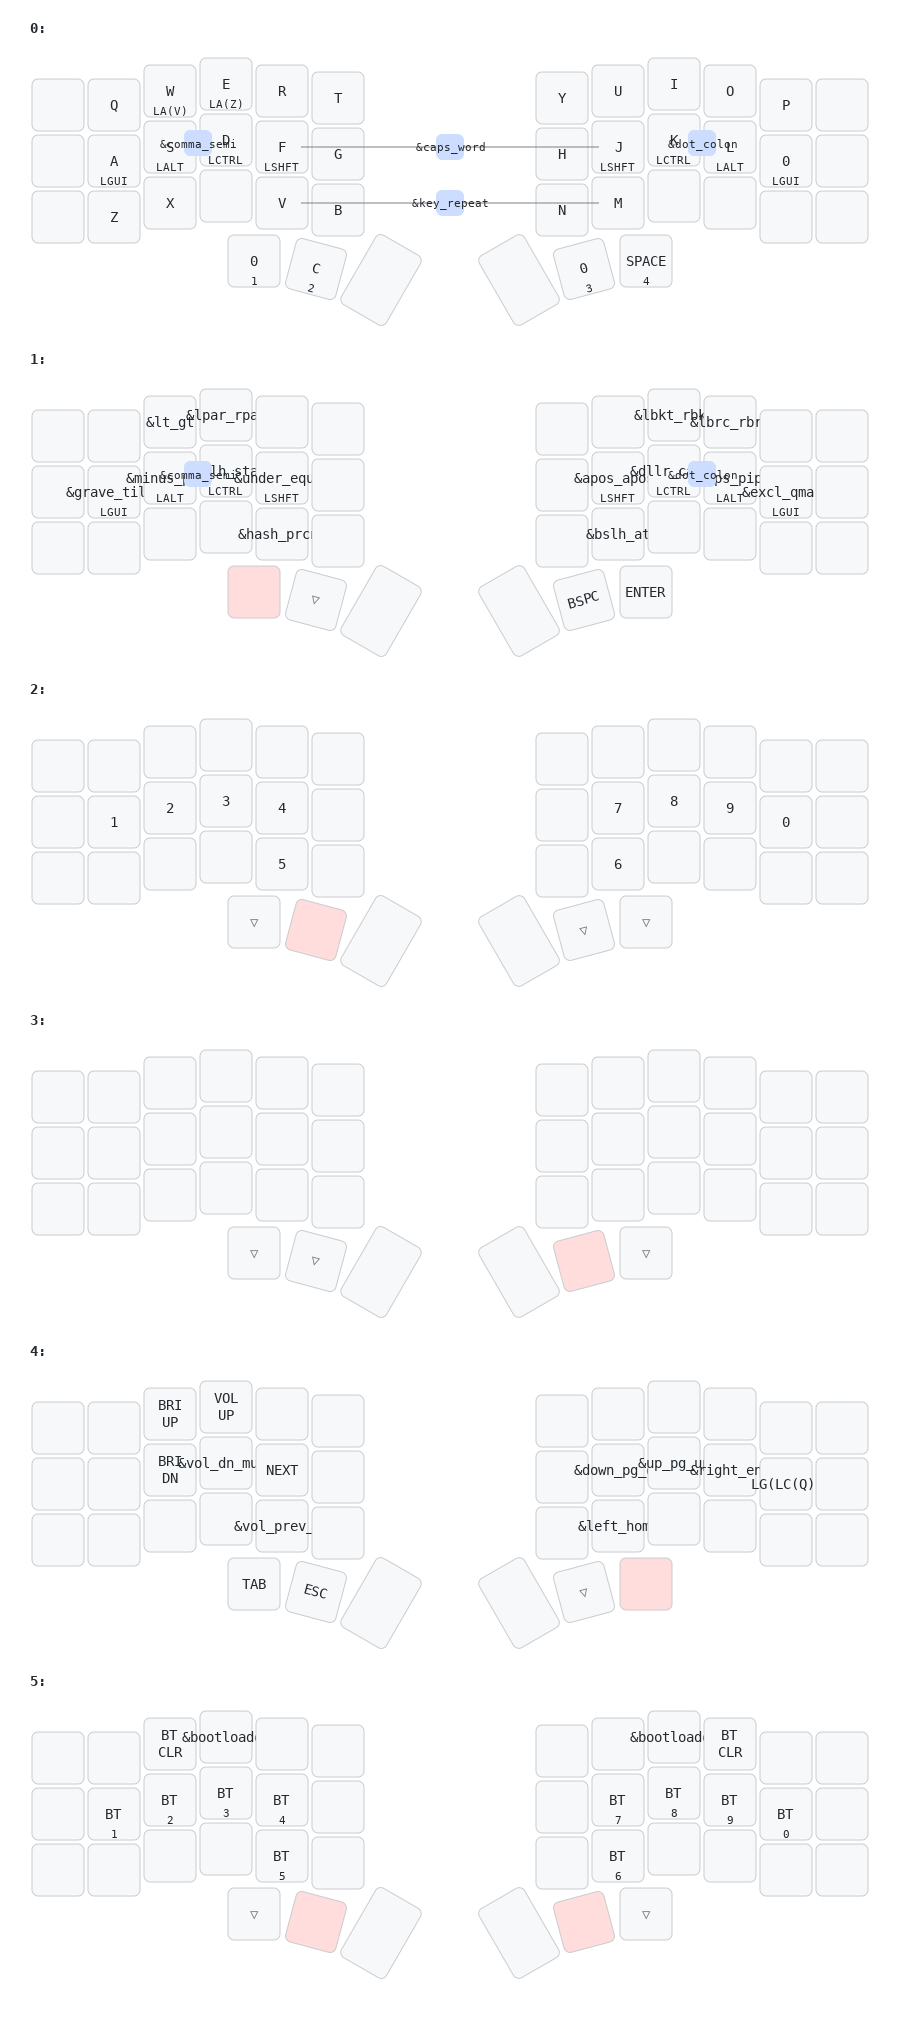 0:
Q W E R T Y U I O P
LA(V) LA(Z)
A S &comma_semi D F G &caps_word H J K &dot_colon L 0
LGUI LALT LCTRL LSHFT LSHFT LCTRL LALT LGUI
Z X V B &key_repeat N M
0 C 0 SPACE
1 2 3 4
1:
&lt_gt &lpar_rpa &lbkt_rbk &lbrc_rbr
&grave_til &minus_ &comma_semi lh_sta &under_equ &apos_apo &dllr_c &dot_colon ps_pip &excl_qma
LGUI LALT LCTRL LSHFT LSHFT LCTRL LALT LGUI
&hash_prc &bslh_at
▽ BSPC ENTER
2:
1 2 3 4 7 8 9 0
5 6
▽ ▽ ▽
3:
▽ ▽ ▽
4:
BRI UP VOL UP
BRI DN &vol_dn_mu NEXT &down_pg_ &up_pg_u &right_en LG(LC(Q)
&vol_prev_ &left_hom
TAB ESC ▽
5:
BT CLR &bootload &bootload BT CLR
BT 1 BT 2 BT 3 BT 4 BT 7 BT 8 BT 9 BT 0
BT 5 BT 6
▽ ▽